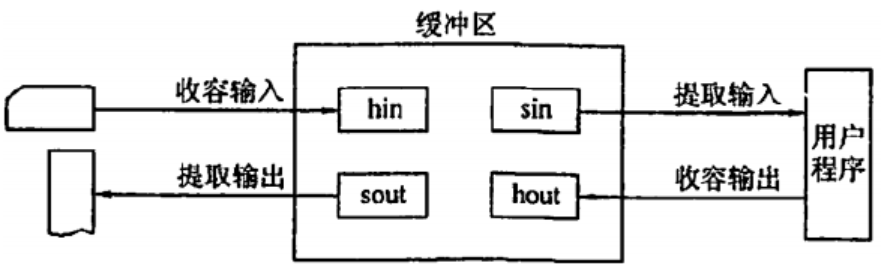 缓冲区
收容输入
hin
sin
提取输入
用户
程序
提取输出
sout
hout
收容输出